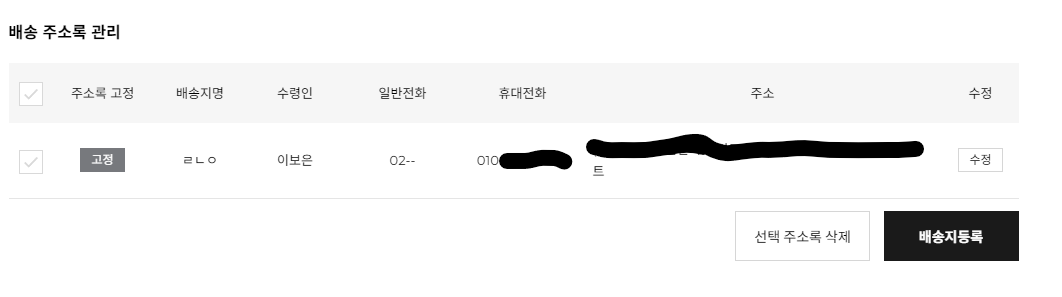 배송 주소록 관리
주소록 고정 배송지명 수령인 일반전화 휴대전화 주소 수정
고정 ㄹㄴㅇ 이보은 02-- 010 수정
트
선택 주소록 삭제 배송지등록